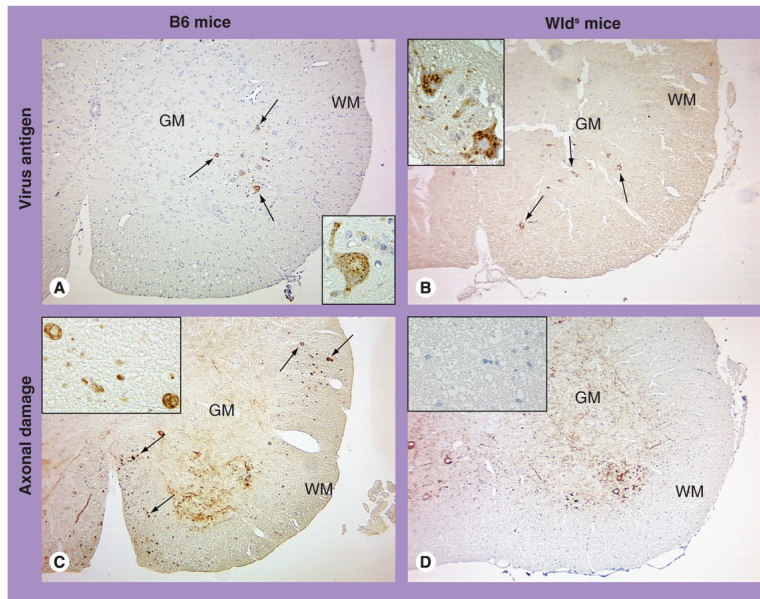 B6 mice
Wldˢ mice
Virus antigen
GM
WM
A
GM
WM
B
Axonal damage
GM
WM
C
GM
WM
D